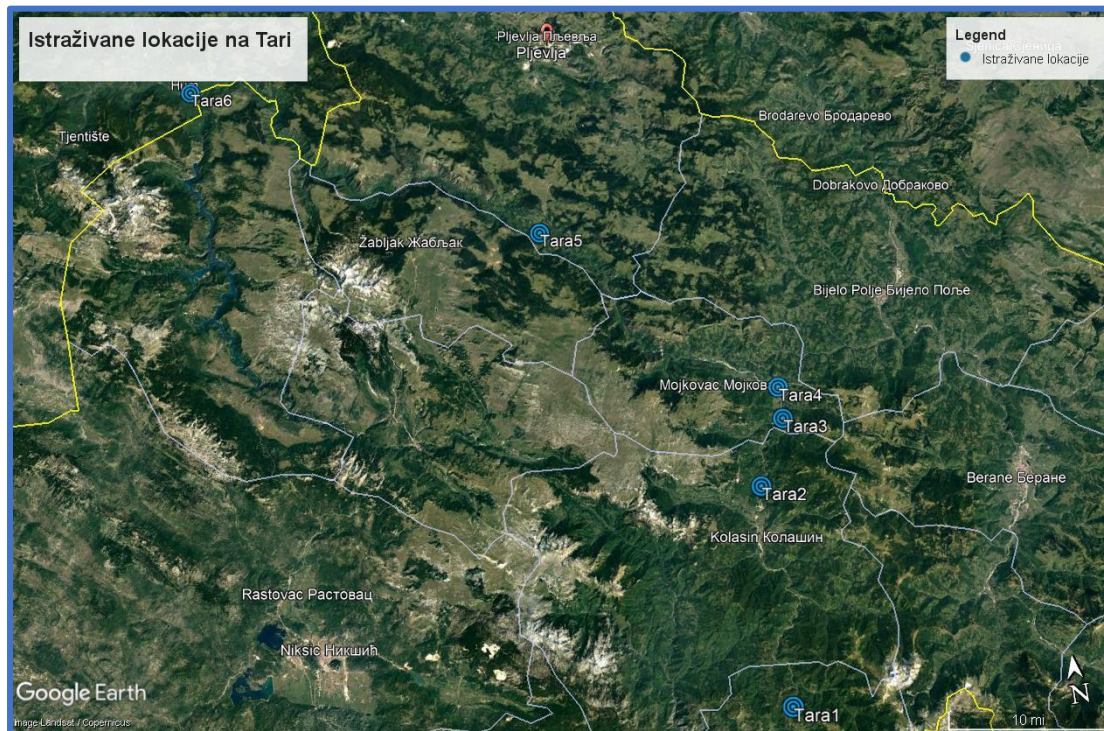 Istraživane lokacije na Tari
Legend
Istraživane lokacije
Pljevlja Пљевља
Pljevlja
Tara6
Tjentište
Brodarevo Бродарево
Dobrakovo Добраково
Tara5
Žabljak Жабљак
Bijelo Polje Бијело Поље
Mojkovac Мојков
Tara4
Tara3
Berane Беране
Tara2
Kolasin Колашин
Rastovac Растовац
Niksic Никшић
Tara1
Google Earth
Image Landsat / Copernicus
10 mi
N